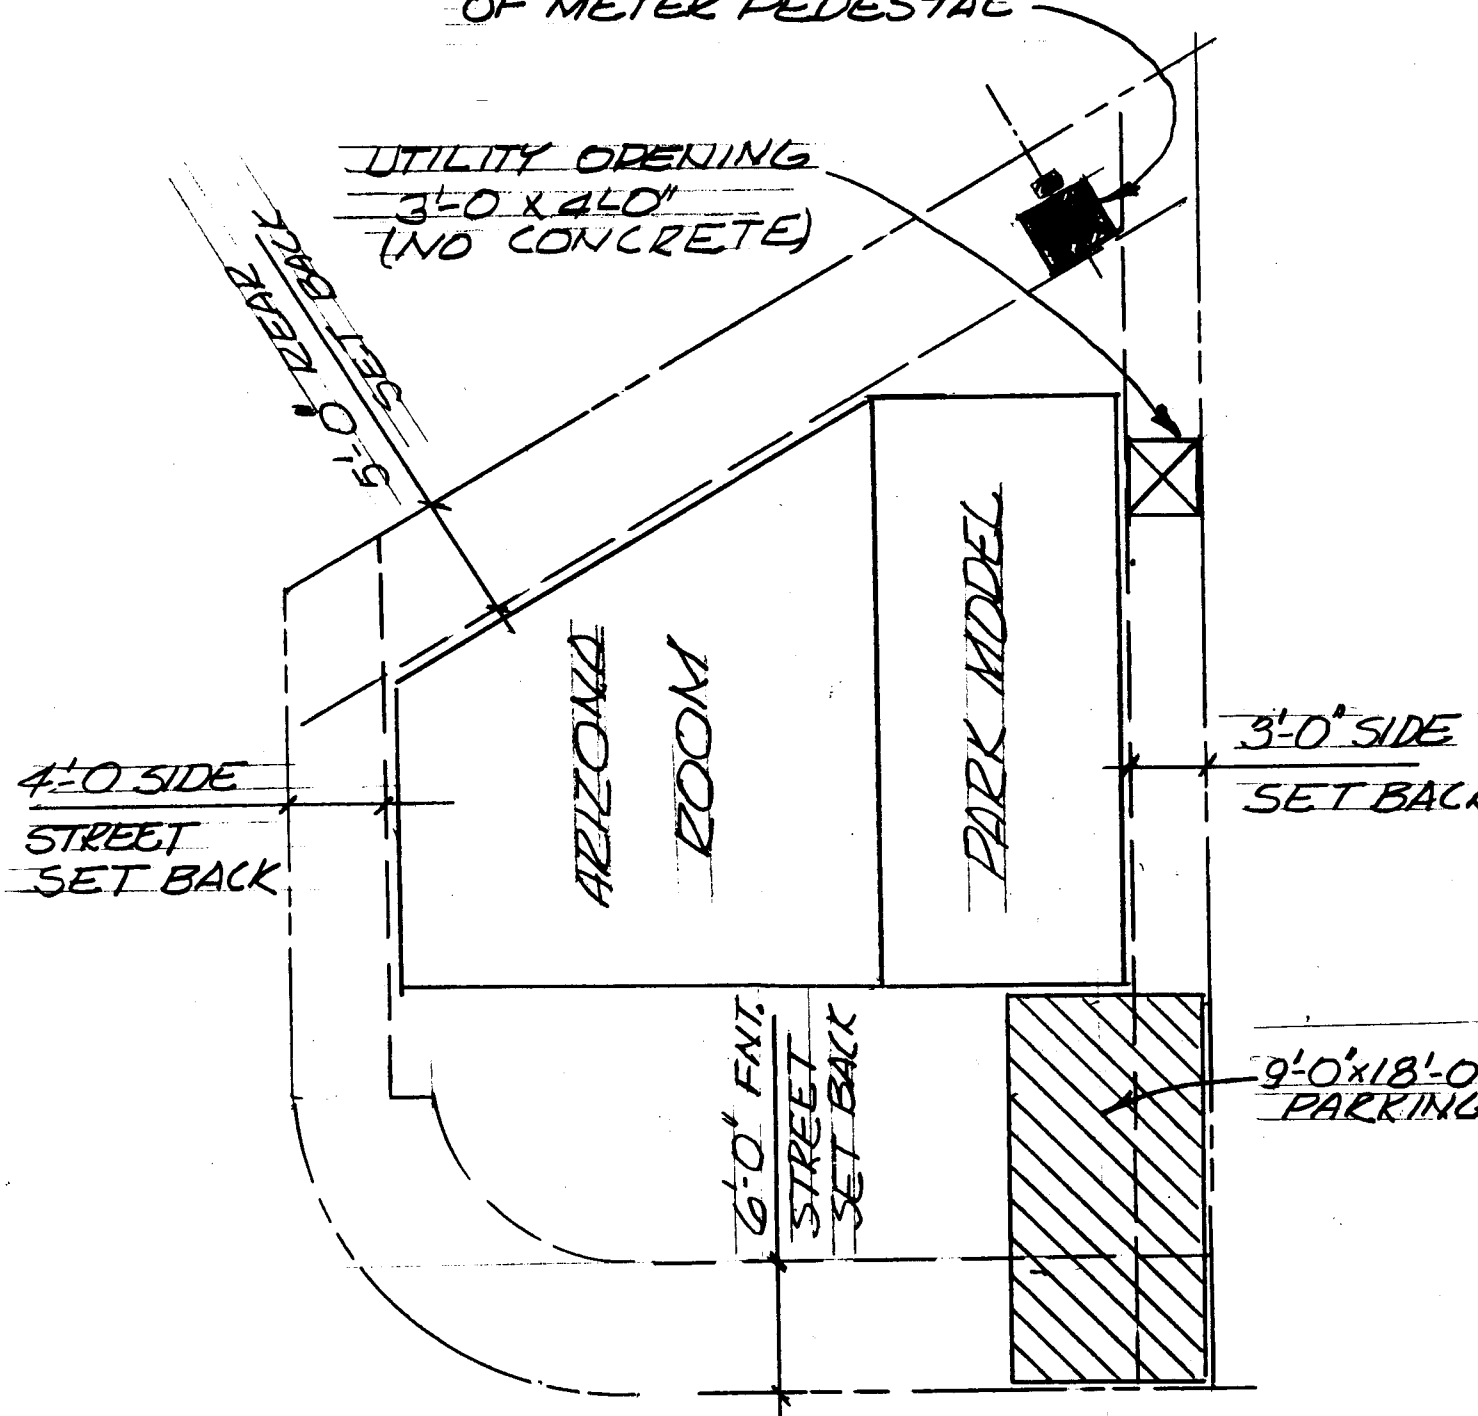 OF METER PEDESTAL
UTILITY OPENING
3'-0 x 4'-0"
(NO CONCRETE)
5'-0" REAR
SET BACK
ARIZONA
ROOM
PARK MODEL
4'-0 SIDE
STREET
SET BACK
3'-0" SIDE
SET BACK
6'-0" FNT.
STREET
SET BACK
9'-0"x18'-0
PARKING